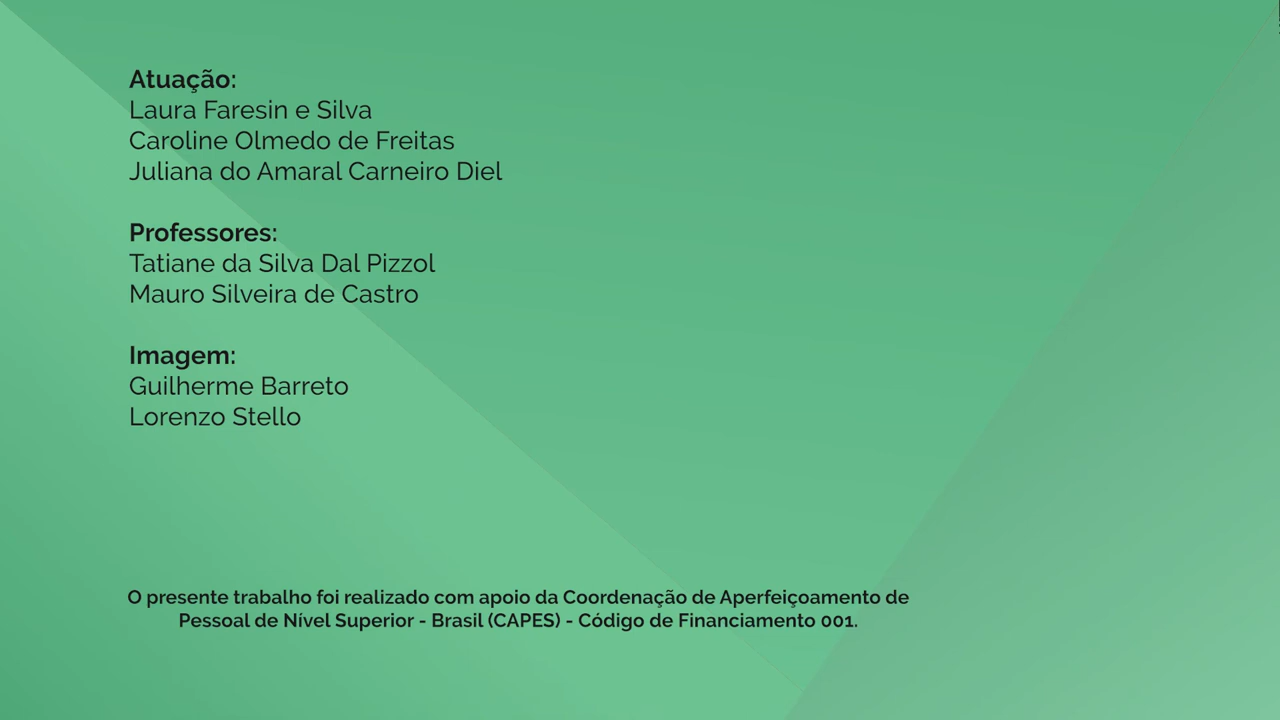 Atuação:
Laura Faresin e Silva
Caroline Olmedo de Freitas
Juliana do Amaral Carneiro Diel
Professores:
Tatiane da Silva Dal Pizzol
Mauro Silveira de Castro
Imagem:
Guilherme Barreto
Lorenzo Stello
O presente trabalho foi realizado com apoio da Coordenação de Aperfeiçoamento de
Pessoal de Nível Superior - Brasil (CAPES) - Código de Financiamento 001.